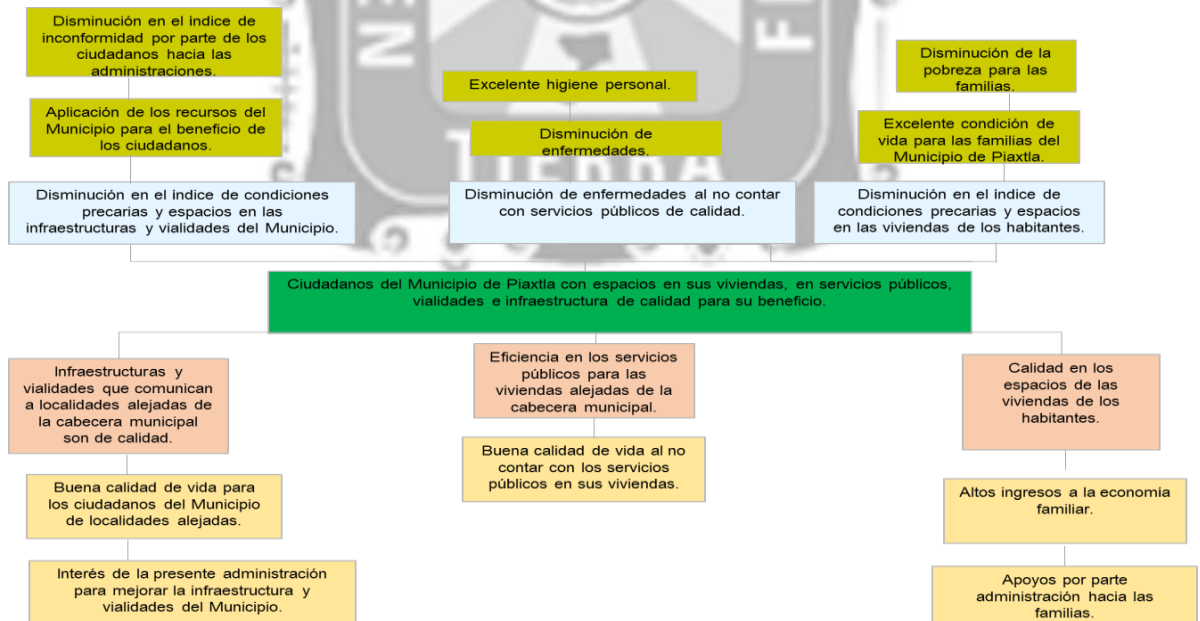 Disminución en el índice de
inconformidad por parte de los
ciudadanos hacia las
administraciones.
Aplicación de los recursos del
Municipio para el beneficio de
los ciudadanos.
Disminución en el índice de condiciones
precarias y espacios en las
infraestructuras y vialidades del Municipio.
Excelente higiene personal.
Disminución de
enfermedades.
Disminución de enfermedades al no contar
con servicios públicos de calidad.
Disminución de la
pobreza para las
familias.
Excelente condición de
vida para las familias del
Municipio de Piaxtla.
Disminución en el índice de
condiciones precarias y espacios
en las viviendas de los habitantes.
Ciudadanos del Municipio de Piaxtla con espacios en sus viviendas, en servicios públicos,
vialidades e infraestructura de calidad para su beneficio.
Infraestructuras y
vialidades que comunican
a localidades alejadas de
la cabecera municipal
son de calidad.
Buena calidad de vida para
los ciudadanos del Municipio
de localidades alejadas.
Interés de la presente administración
para mejorar la infraestructura y
vialidades del Municipio.
Eficiencia en los servicios
públicos para las
viviendas alejadas de la
cabecera municipal.
Buena calidad de vida al no
contar con los servicios
públicos en sus viviendas.
Calidad en los
espacios de las
viviendas de los
habitantes.
Altos ingresos a la economía
familiar.
Apoyos por parte
administración hacia las
familias.